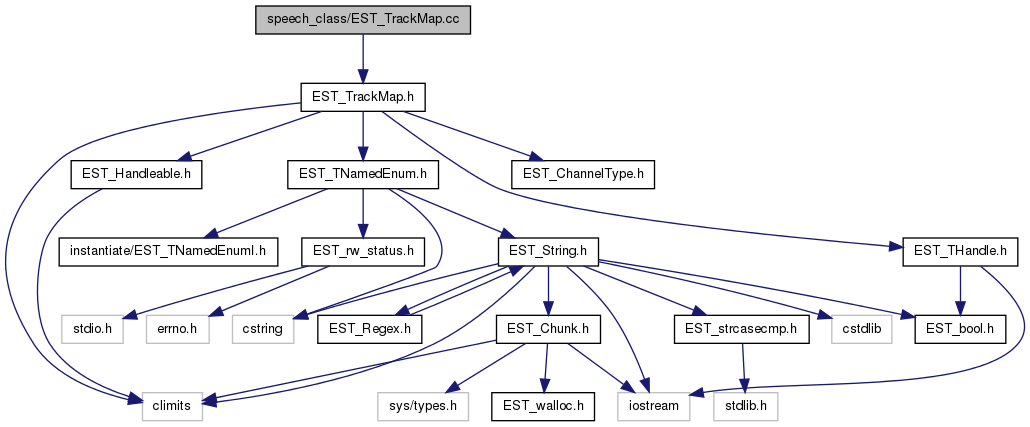 speech_class/EST_TrackMap.cc
EST_TrackMap.h
EST_Handleable.h
EST_TNamedEnum.h
EST_ChannelType.h
instantiate/EST_TNamedEnumI.h
EST_rw_status.h
EST_String.h
EST_THandle.h
stdio.h
errno.h
cstring
EST_Regex.h
EST_Chunk.h
EST_strcasecmp.h
cstdlib
EST_bool.h
climits
sys/types.h
EST_walloc.h
iostream
stdlib.h